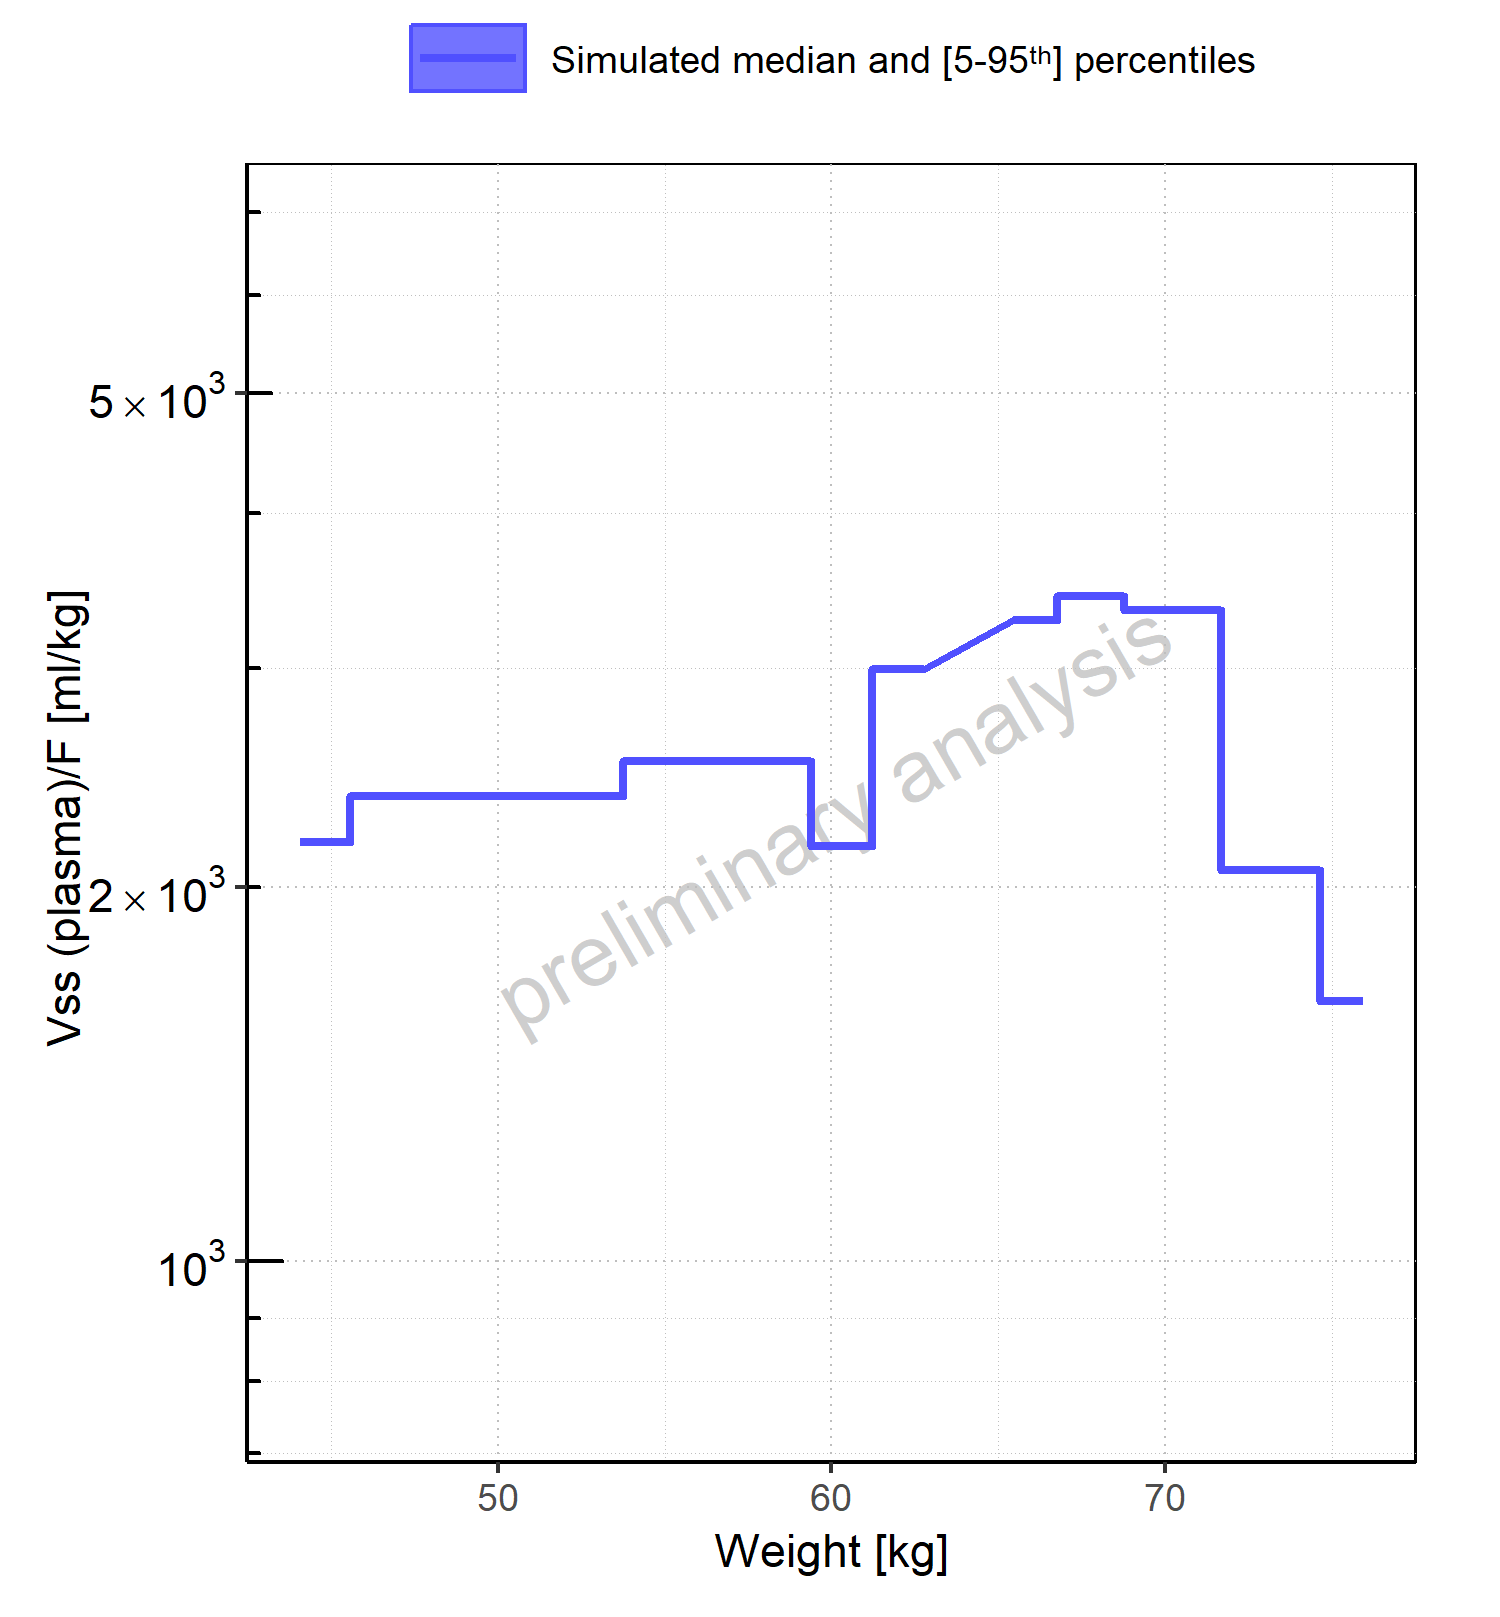 Simulated median and [5-95ᵗʰ] percentiles
5 × 10³
2 × 10³
10³
Vss (plasma)/F [ml/kg]
preliminary analysis
50 60 70
Weight [kg]